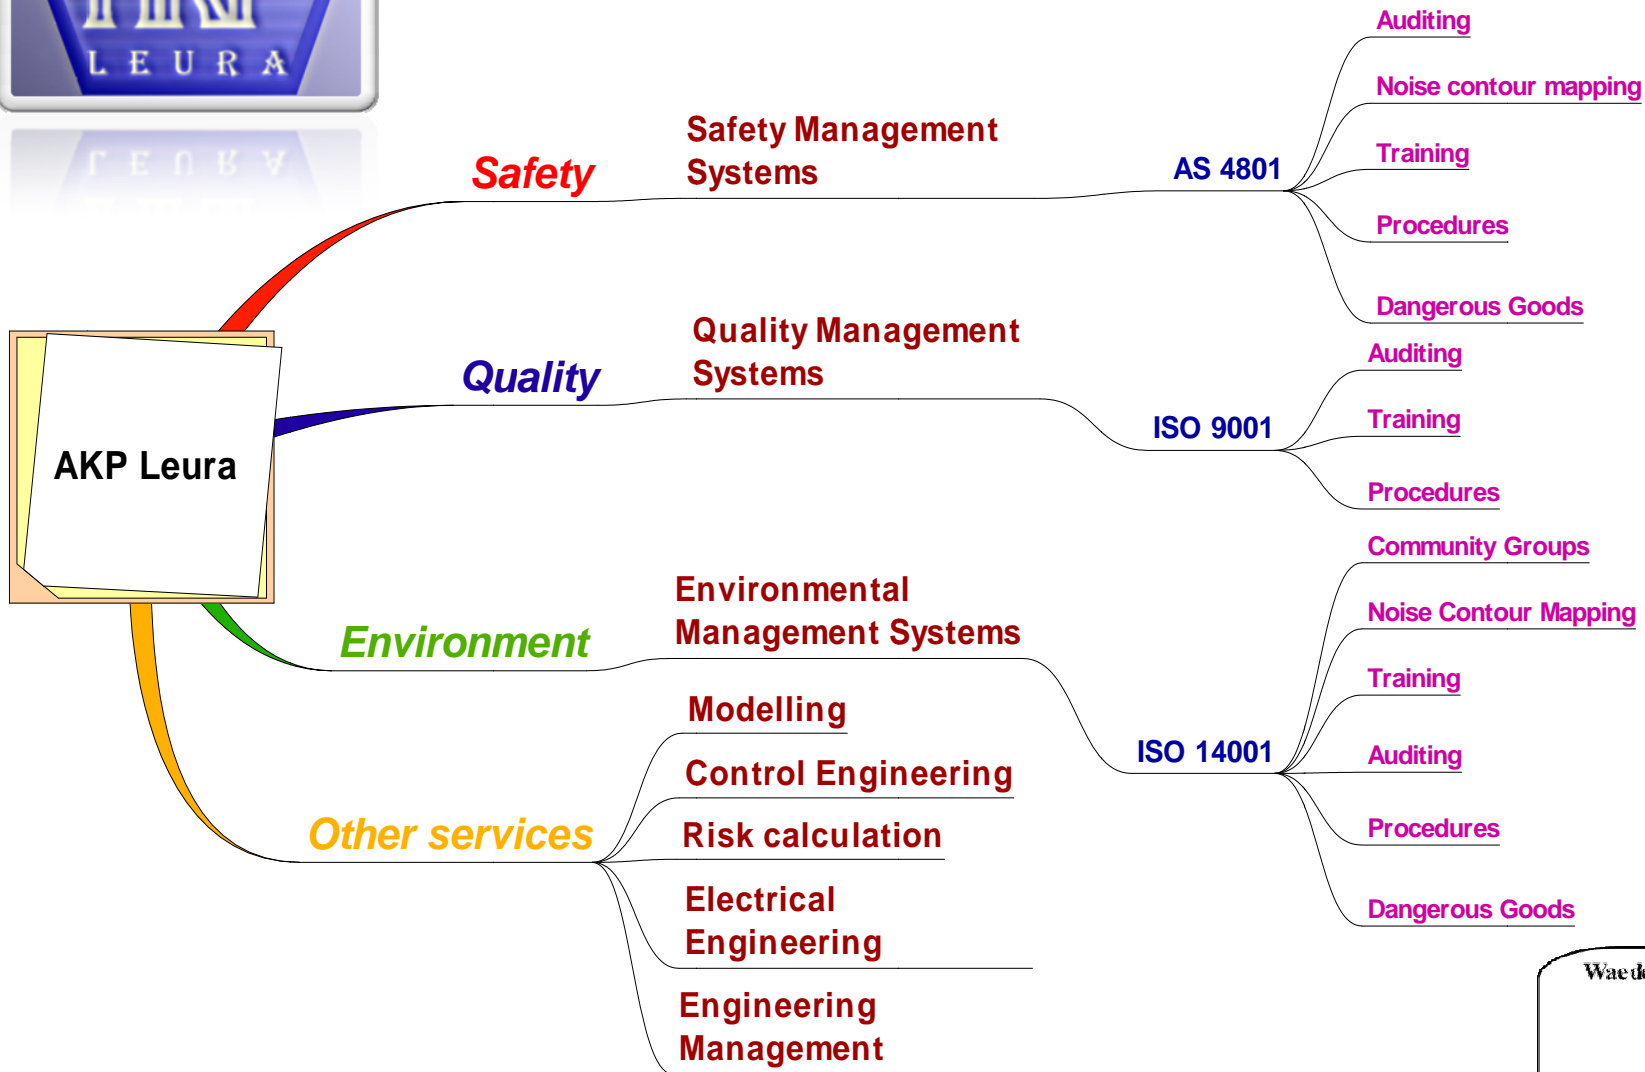 LEURA
Auditing
Noise contour mapping
Safety Management
Systems
Safety
AS 4801
Training
Procedures
Dangerous Goods
Quality Management
Systems
Quality
ISO 9001
Auditing
Training
Procedures
AKP Leura
Environmental
Management Systems
Environment
ISO 14001
Community Groups
Noise Contour Mapping
Training
Auditing
Procedures
Dangerous Goods
Other services
Modelling
Control Engineering
Risk calculation
Electrical
Engineering
Engineering
Management